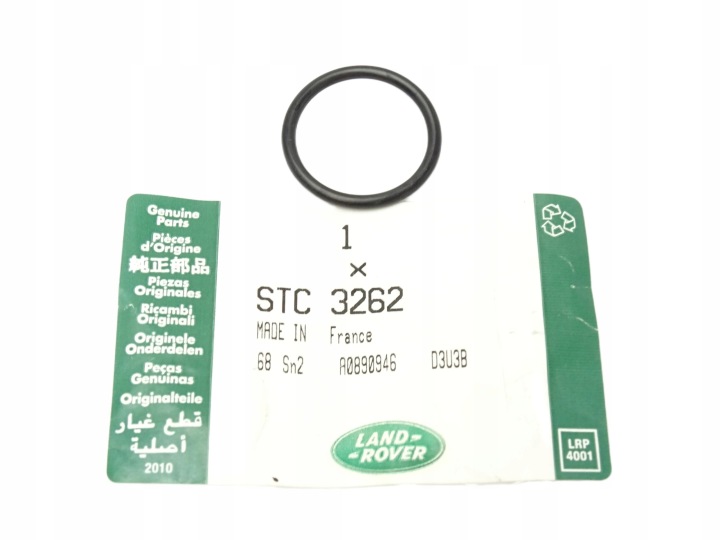 Genuine
Parts
Pièces
d'Origine
純正部品
Piezas
Originales
Ricambi
Originali
Originele
Onderdelen
Peças
Genuinas
Originalteile
قطع غيار
أصلية
2010
1
×
STC 3262
MADE IN France
68 Sn2 A0890946 D3U3B
LAND
ROVER
LRP
4001